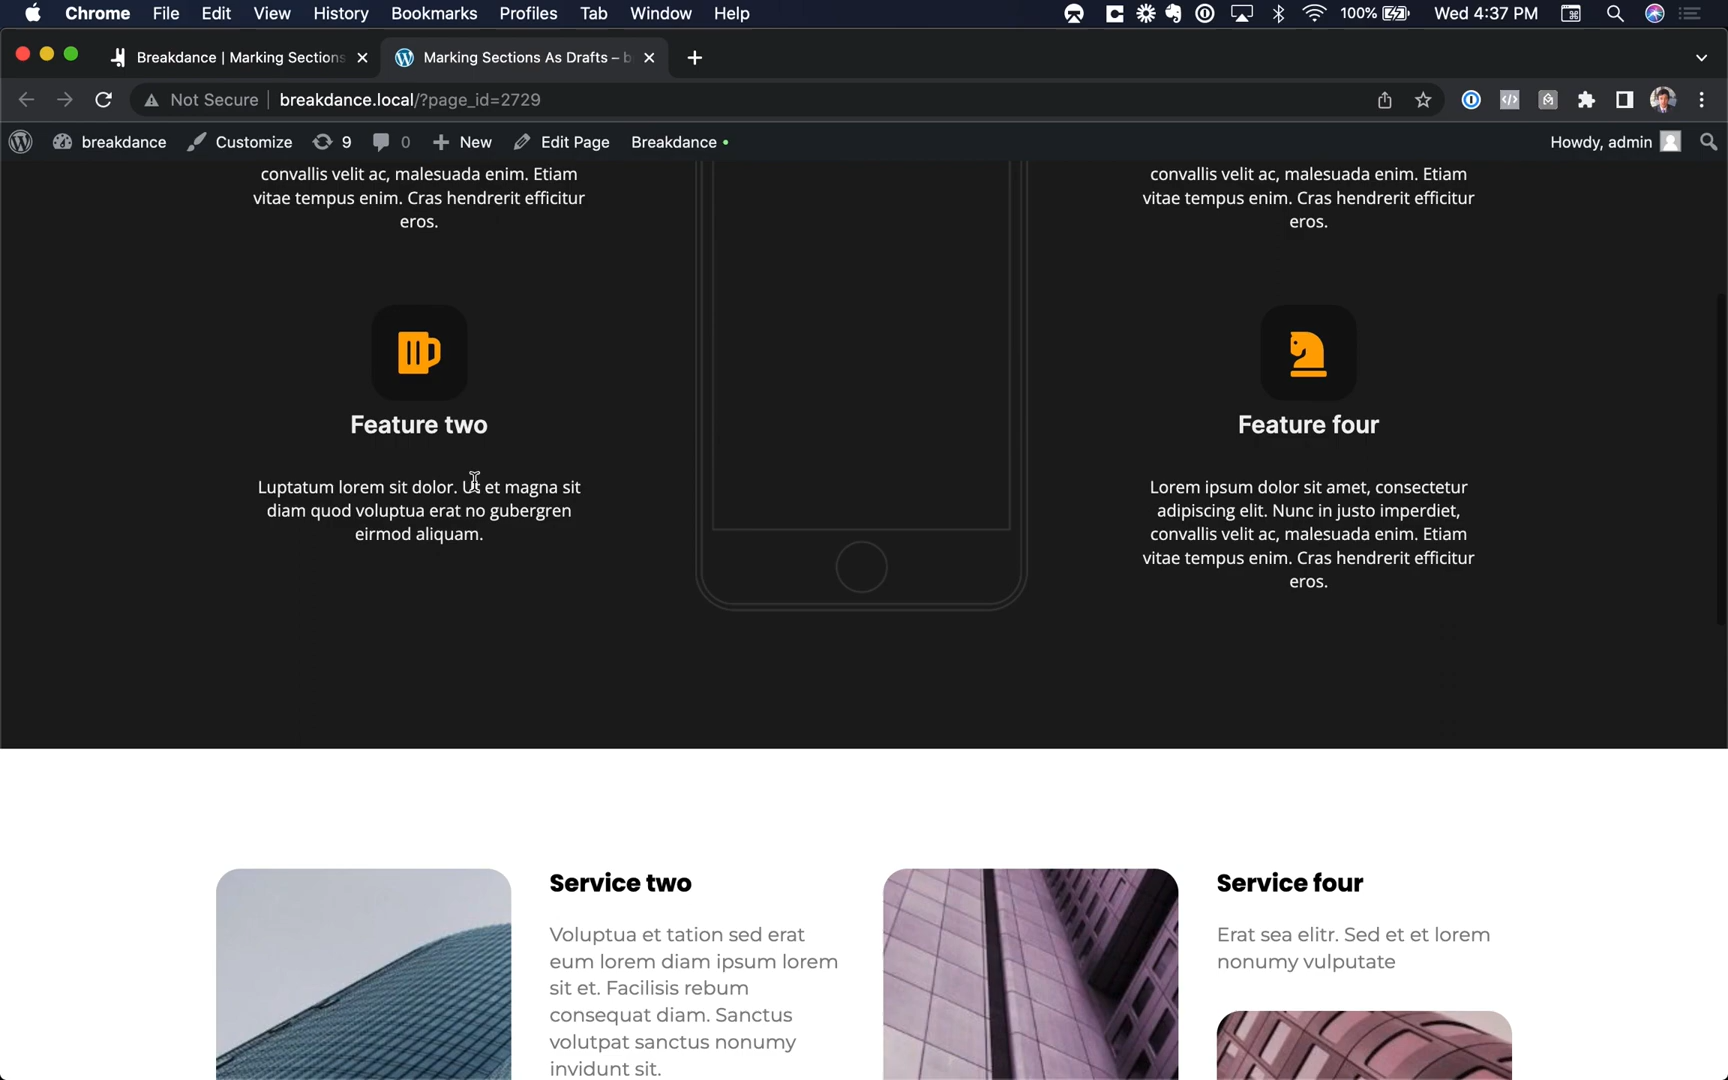 Chrome File Edit View History Bookmarks Profiles Tab Window Help 100% Wed 4:37 PM
Breakdance | Marking Sections Marking Sections As Drafts – b
Not Secure breakdance.local/?page_id=2729
breakdance Customize 9 0 New Edit Page Breakdance Howdy, admin
convallis velit ac, malesuada enim. Etiam
vitae tempus enim. Cras hendrerit efficitur
eros.
convallis velit ac, malesuada enim. Etiam
vitae tempus enim. Cras hendrerit efficitur
eros.
Feature two
Luptatum lorem sit dolor. Ut et magna sit
diam quod voluptua erat no gubergren
eirmod aliquam.
Feature four
Lorem ipsum dolor sit amet, consectetur
adipiscing elit. Nunc in justo imperdiet,
convallis velit ac, malesuada enim. Etiam
vitae tempus enim. Cras hendrerit efficitur
eros.
Service two
Voluptua et tation sed erat
eum lorem diam ipsum lorem
sit et. Facilisis rebum
consequat diam. Sanctus
volutpat sanctus nonumy
invidunt sit.
Service four
Erat sea elitr. Sed et et lorem
nonumy vulputate